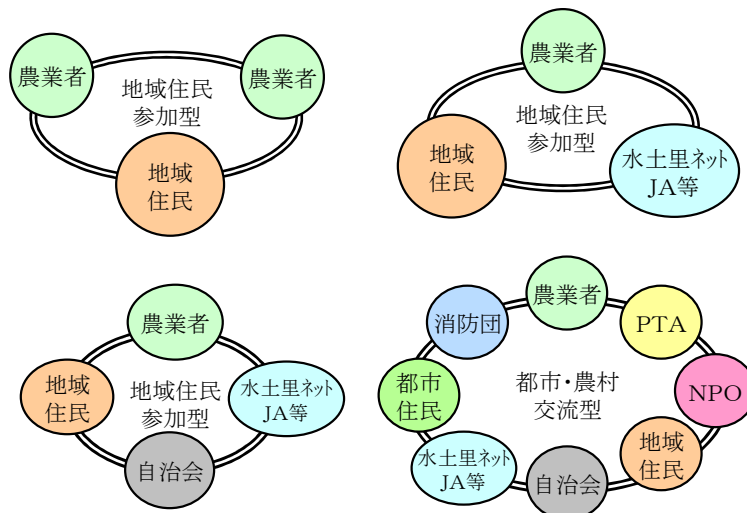 農業者
農業者
地域住民
参加型
地域
住民
農業者
地域住民
参加型
地域
住民
水土里ネット
JA等
農業者
地域
住民
地域住民
参加型
水土里ネット
JA等
自治会
農業者
消防団
PTA
都市
住民
都市・農村
交流型
NPO
水土里ネット
JA等
自治会
地域
住民